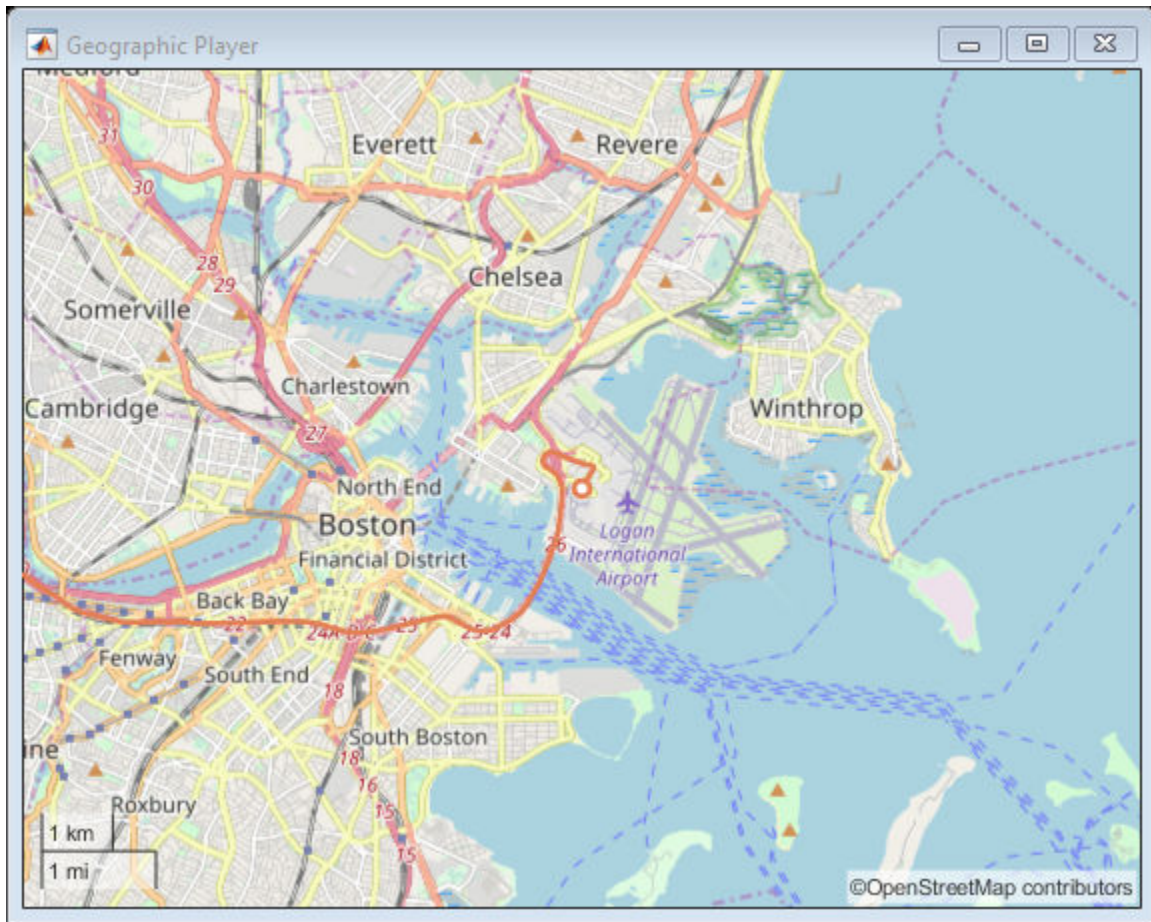 Geographic Player
Medford
31
Everett
Revere
30
28
29
Chelsea
Somerville
Charlestown
Cambridge
Winthrop
27
North End
Boston
Logan
International
Airport
26
Financial District
Back Bay
22
24A-B-C
25
25-24
Fenway
South End
18
ine
South Boston
18
16
15
Roxbury
15
1 km
1 mi
©OpenStreetMap contributors